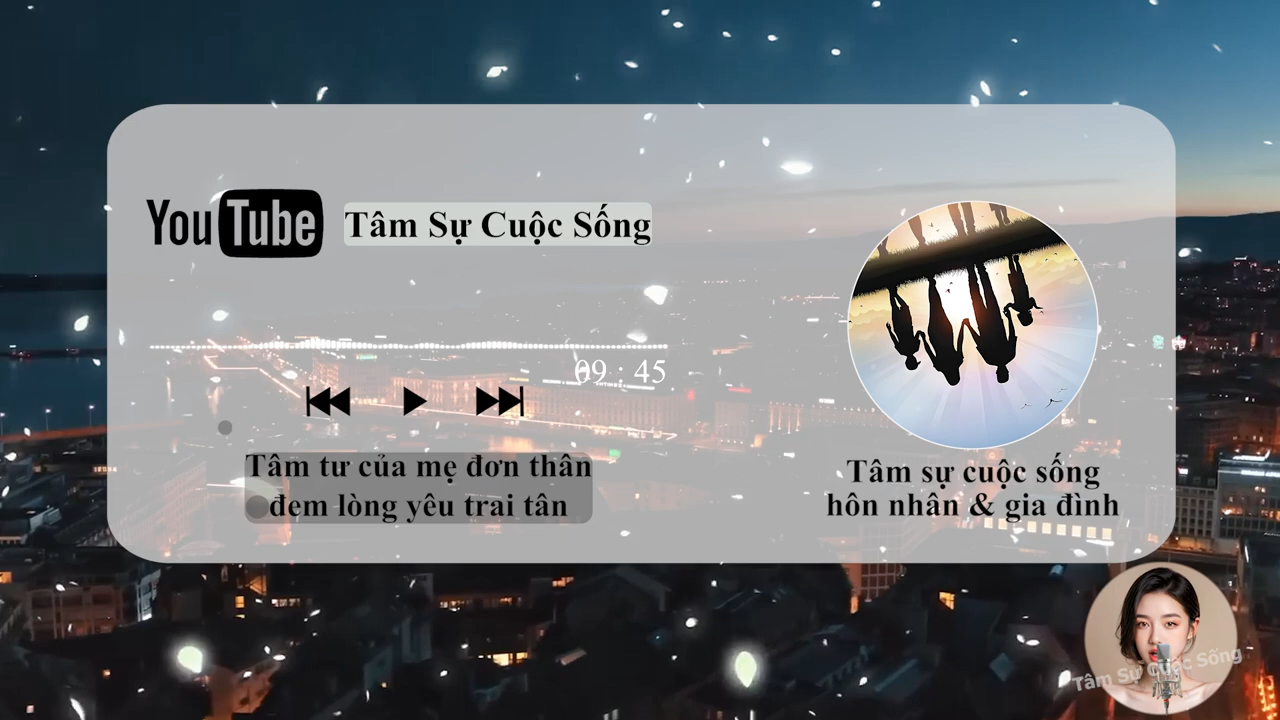 YouTube
Tâm Sự Cuộc Sống
09 : 45
Tâm tư của mẹ đơn thân
đem lòng yêu trai tân
Tâm sự cuộc sống
hôn nhân & gia đình
Tâm Sự Cuộc Sống